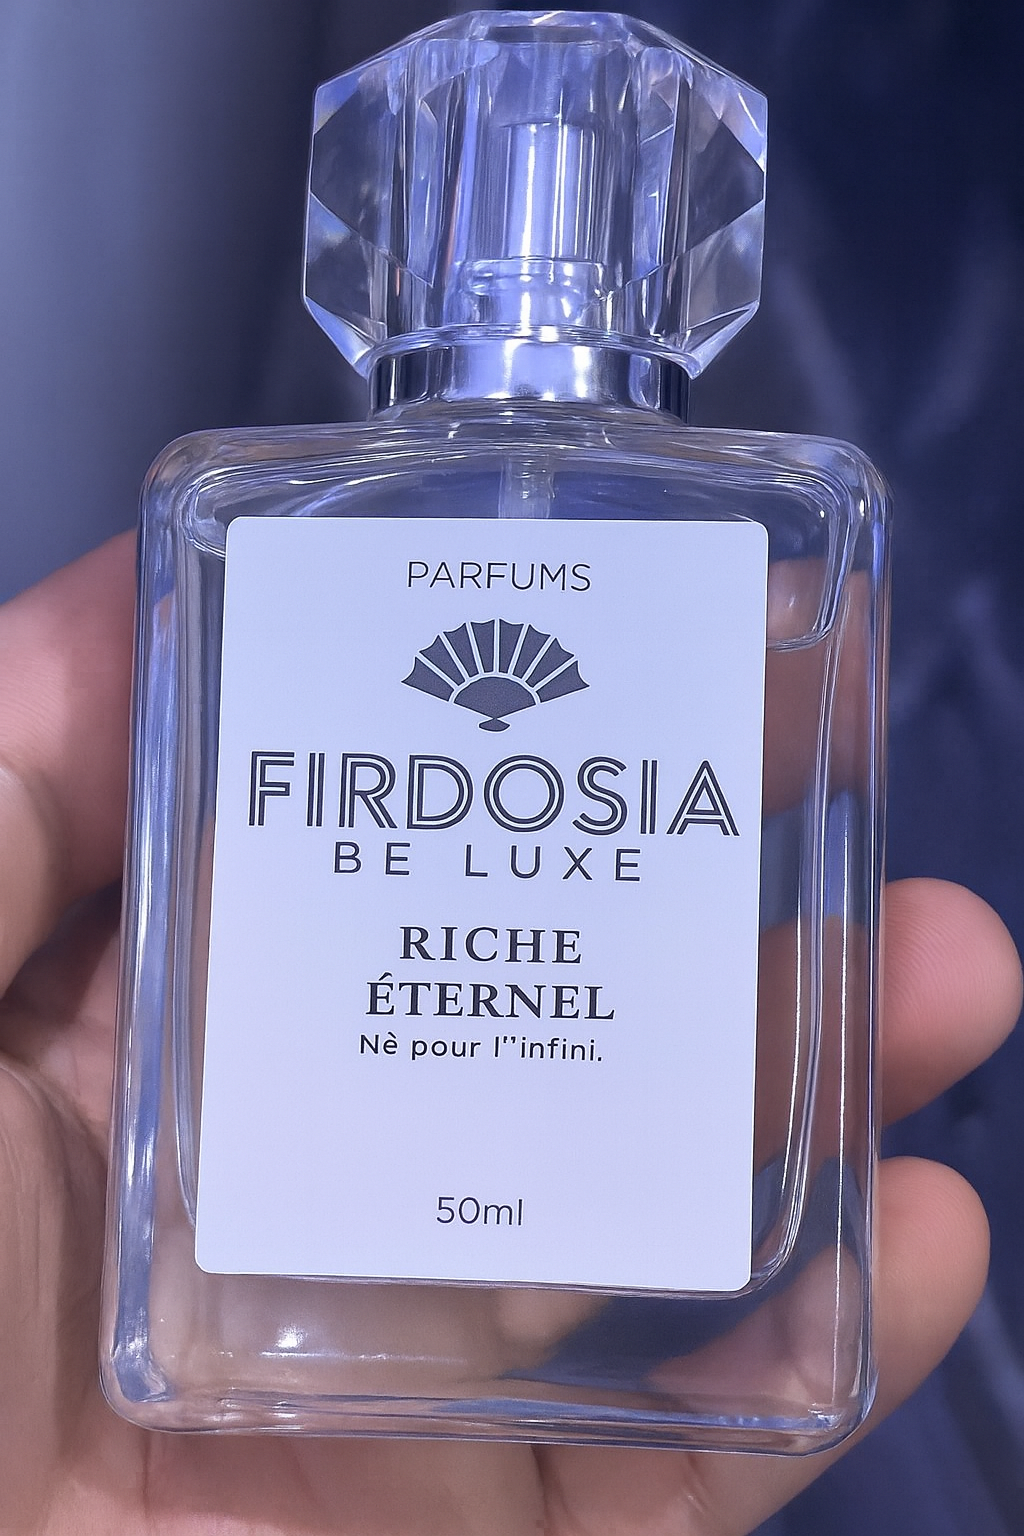 PARFUMS
FIRDOSIA
BE LUXE
RICHE
ÉTERNEL
Nè pour l''infini.
50ml